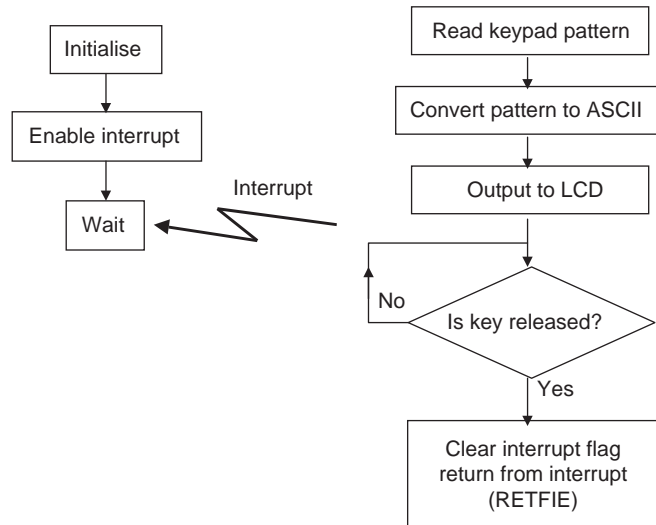 Initialise
Enable interrupt
Wait
Interrupt
Read keypad pattern
Convert pattern to ASCII
Output to LCD
No
Is key released?
Yes
Clear interrupt flag
return from interrupt
(RETFIE)